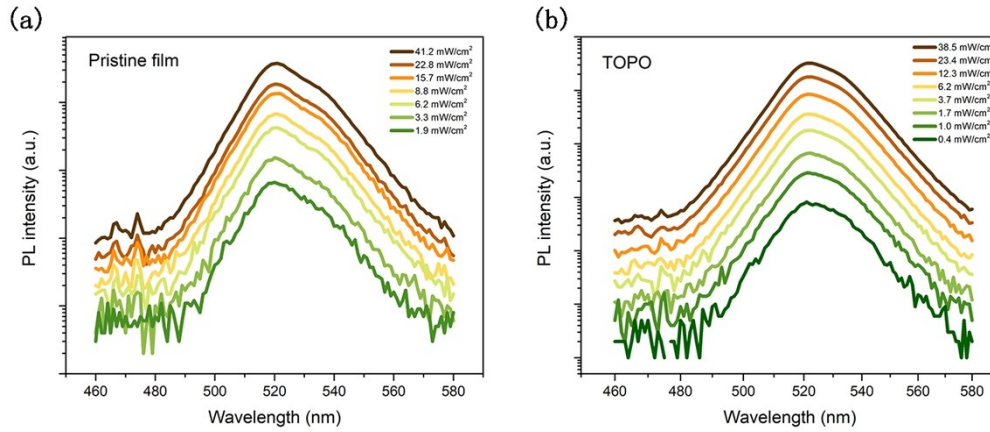 (a)
Pristine film
41.2 mW/cm²
22.8 mW/cm²
15.7 mW/cm²
8.8 mW/cm²
6.2 mW/cm²
3.3 mW/cm²
1.9 mW/cm²
PL intensity (a.u.)
460 480 500 520 540 560 580
Wavelength (nm)
(b)
TOPO
38.5 mW/cm²
23.4 mW/cm²
12.3 mW/cm²
6.2 mW/cm²
3.7 mW/cm²
1.7 mW/cm²
1.0 mW/cm²
0.4 mW/cm²
PL intensity (a.u.)
460 480 500 520 540 560 580
Wavelength (nm)